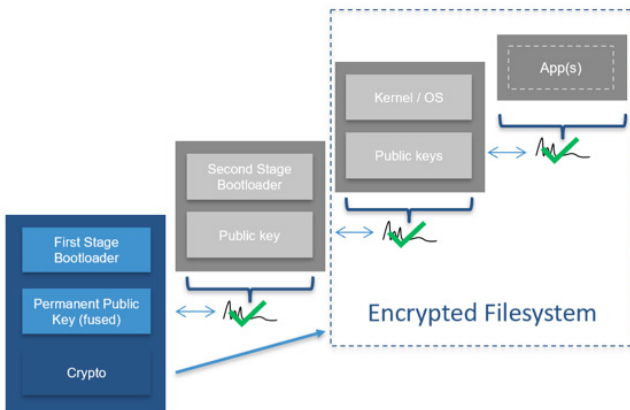 App(s)
Kernel / OS
Public keys
Second Stage
Bootloader
Public key
First Stage
Bootloader
Permanent Public
Key (fused)
Crypto
Encrypted Filesystem